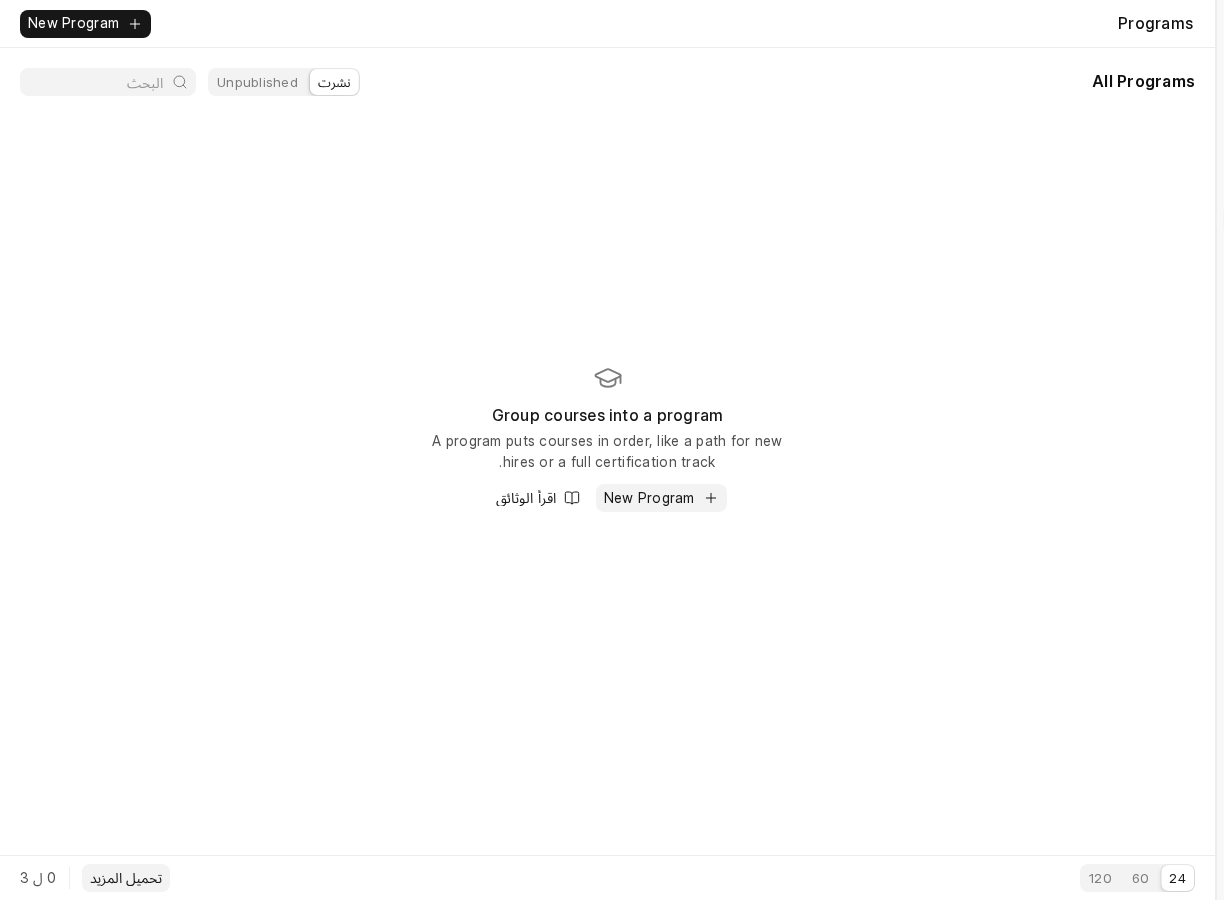 Programs
New Program
All Programs
نشرت
Unpublished
البحث
Group courses into a program
A program puts courses in order, like a path for new
hires or a full certification track.
New Program
اقرأ الوثائق
24
60
120
تحميل المزيد
0 ل 3